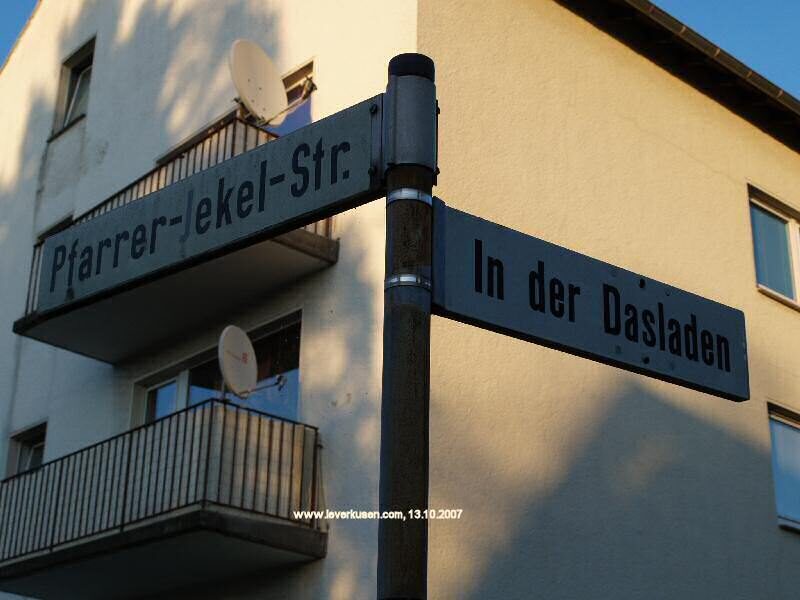 Pfarrer-Jekel-Str.
In der Dasladen
www.leverkusen.com, 13.10.2007